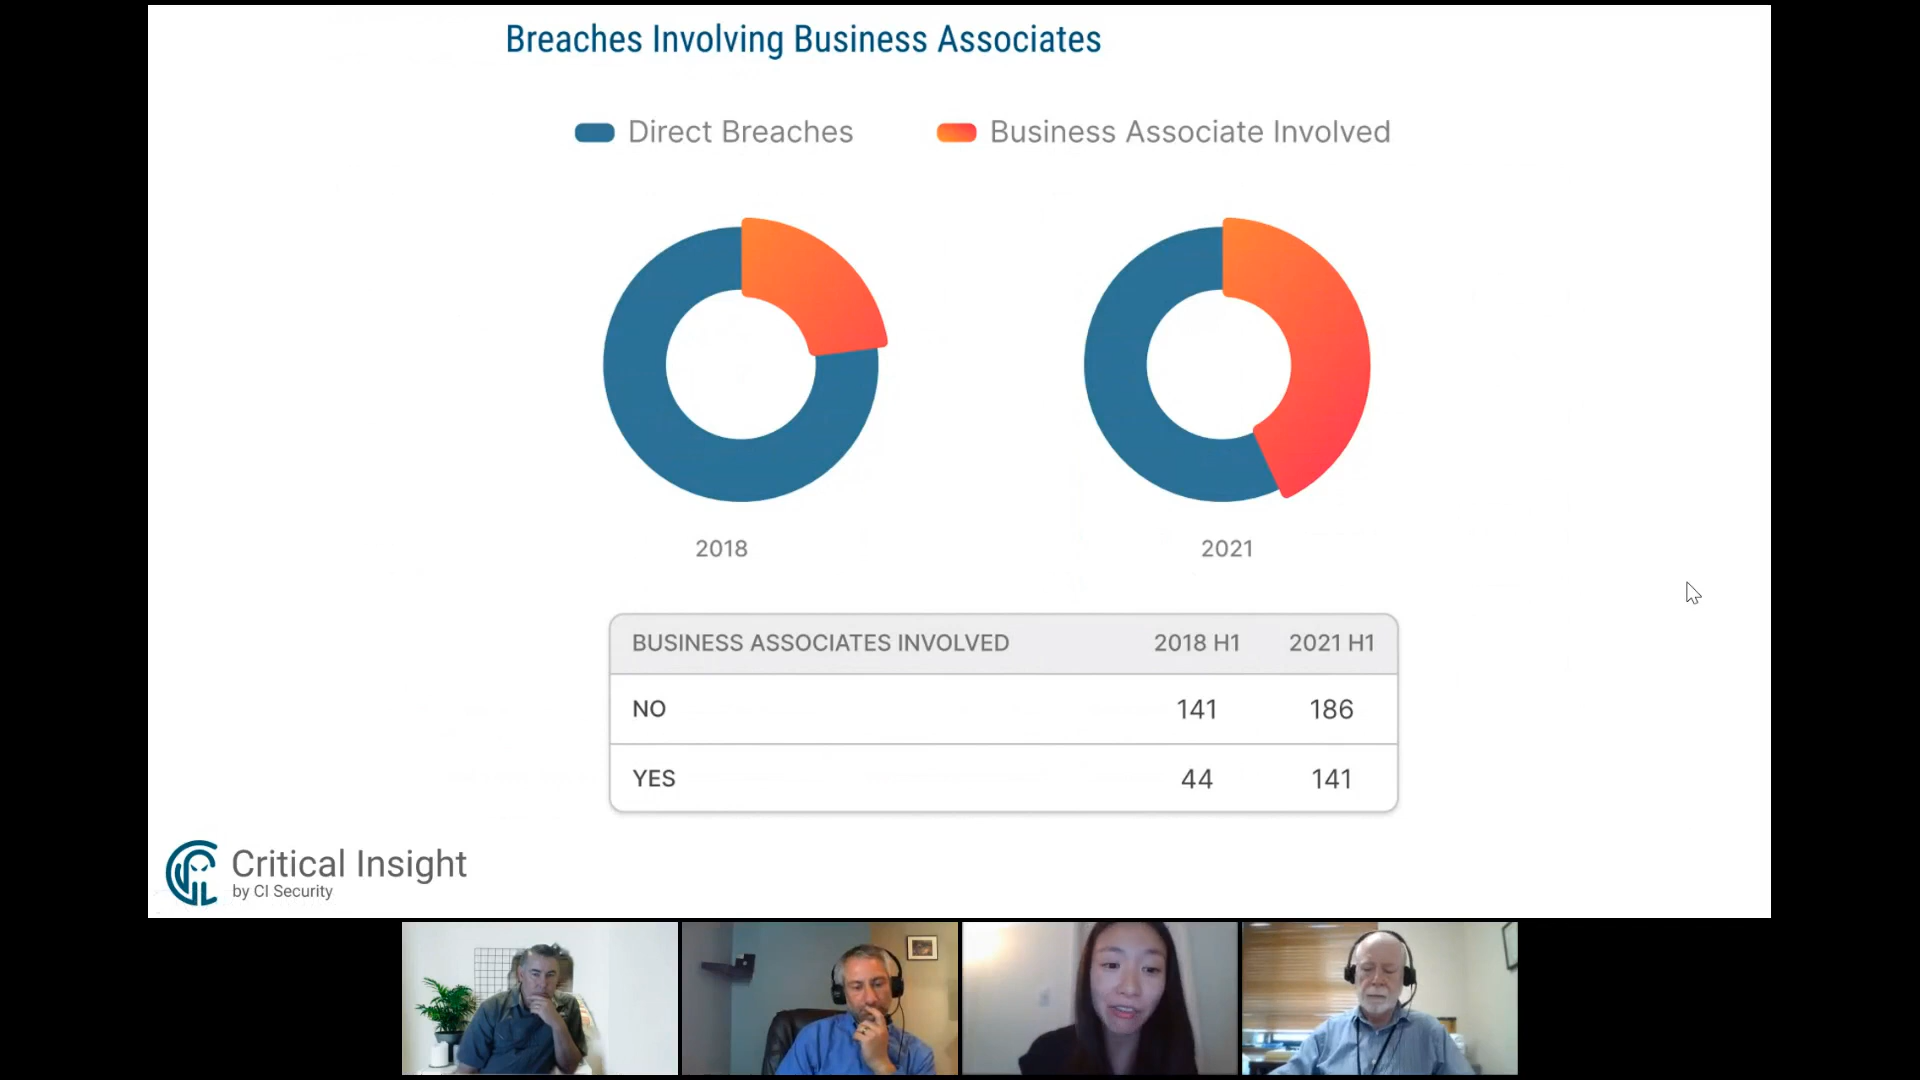 Breaches Involving Business Associates
Direct Breaches
Business Associate Involved
2018
2021
BUSINESS ASSOCIATES INVOLVED 2018 H1 2021 H1
NO 141 186
YES 44 141
Critical Insight
by CI Security